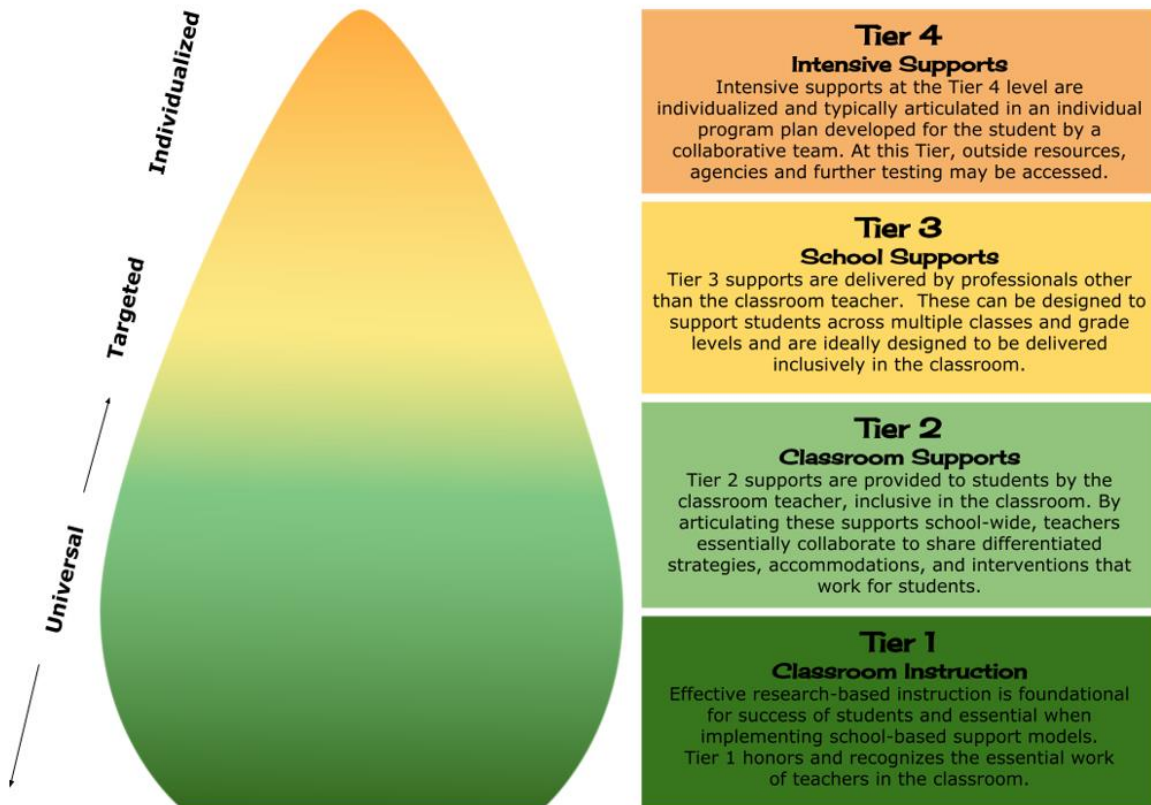 Individualized
Targeted
Universal
Tier 4
Intensive Supports
Intensive supports at the Tier 4 level are
individualized and typically articulated in an individual
program plan developed for the student by a
collaborative team. At this Tier, outside resources,
agencies and further testing may be accessed.
Tier 3
School Supports
Tier 3 supports are delivered by professionals other
than the classroom teacher.  These can be designed to
support students across multiple classes and grade
levels and are ideally designed to be delivered
inclusively in the classroom.
Tier 2
Classroom Supports
Tier 2 supports are provided to students by the
classroom teacher, inclusive in the classroom. By
articulating these supports school-wide, teachers
essentially collaborate to share differentiated
strategies, accommodations, and interventions that
work for students.
Tier 1
Classroom Instruction
Effective research-based instruction is foundational
for success of students and essential when
implementing school-based support models.
Tier 1 honors and recognizes the essential work
of teachers in the classroom.